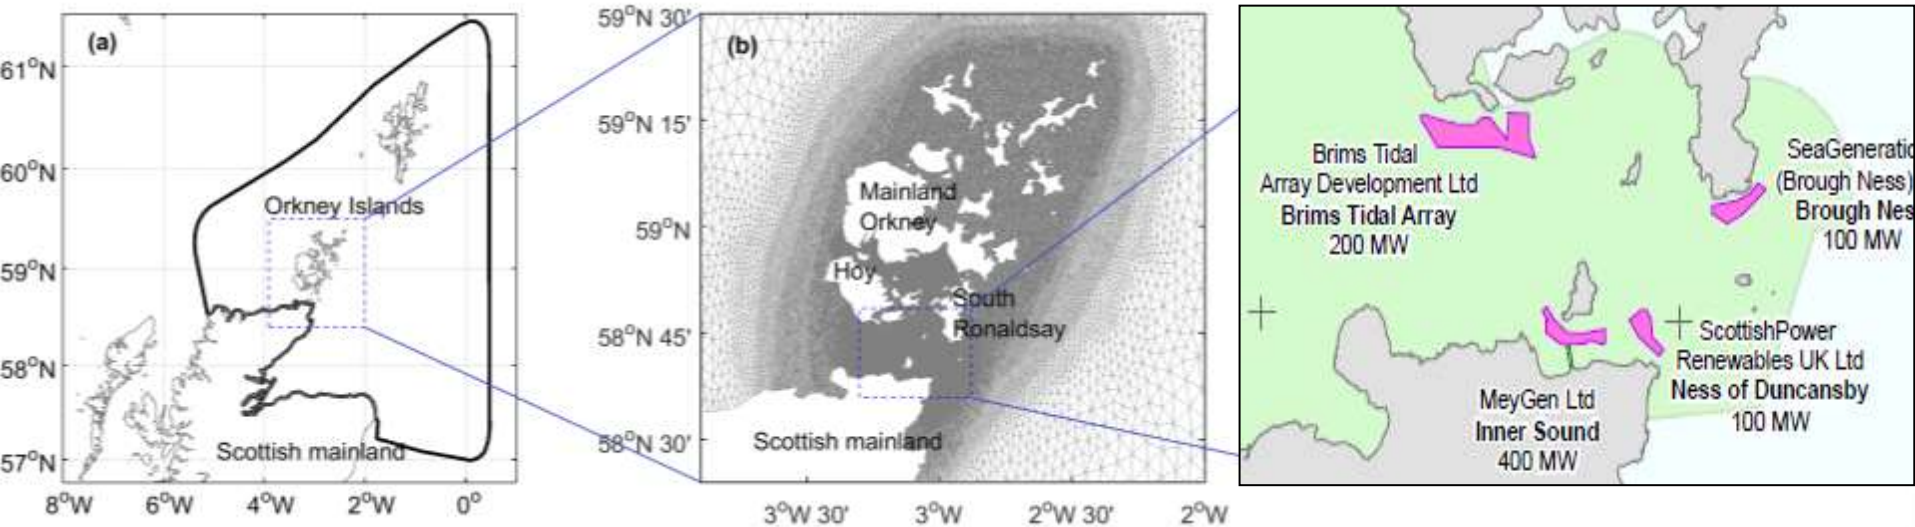 (a)
61°N
60°N
59°N
58°N
57°N
8°W
6°W
4°W
2°W
0°
Orkney Islands
Scottish mainland
(b)
59°N 30'
59°N 15'
59°N
58°N 45'
58°N 30'
3°W 30'
3°W
2°W 30'
2°W
Mainland
Orkney
Hoy
South
Ronaldsay
Scottish mainland
Brims Tidal
Array Development Ltd
Brims Tidal Array
200 MW
SeaGeneratio
(Brough Ness)
Brough Nes
100 MW
ScottishPower
Renewables UK Ltd
Ness of Duncansby
100 MW
MeyGen Ltd
Inner Sound
400 MW